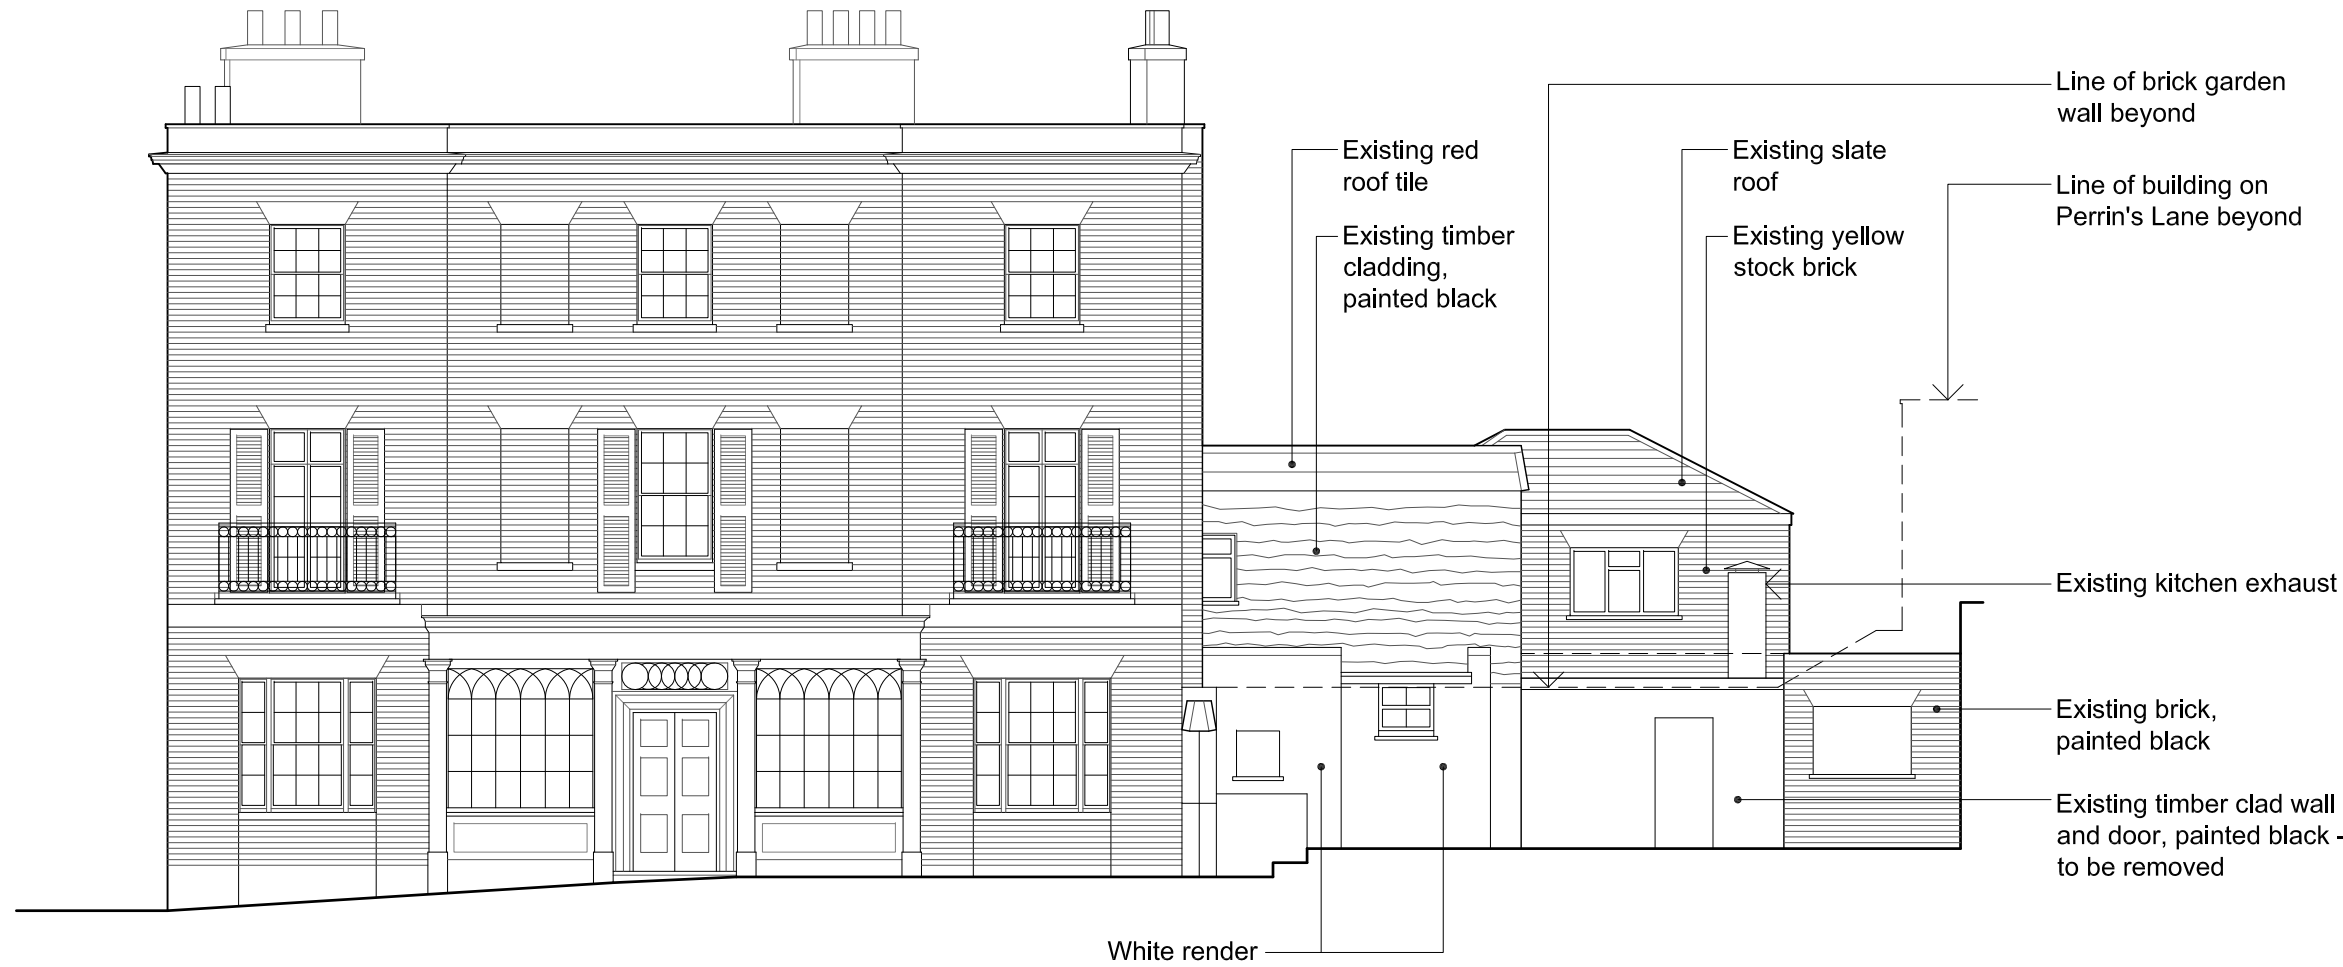 Line of brick garden
wall beyond
Existing red
roof tile
Existing slate
roof
Line of building on
Perrin's Lane beyond
Existing timber
cladding,
painted black
Existing yellow
stock brick
Existing kitchen exhaust
Existing brick,
painted black
Existing timber clad wall
and door, painted black -
to be removed
White render